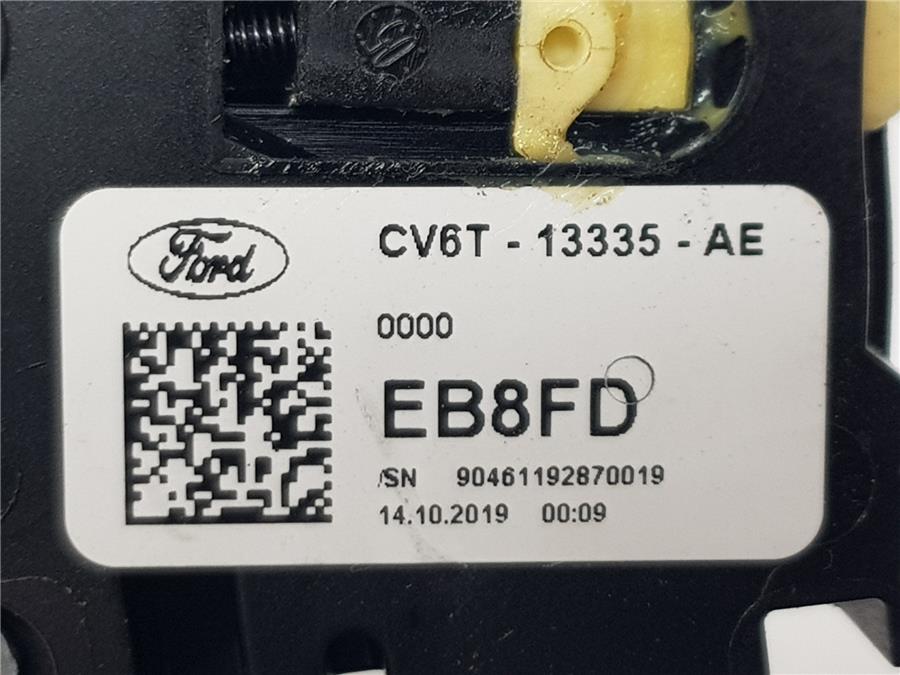 Ford
CV6T - 13335 - AE
0000
EB8FD
/SN 90461192870019
14.10.2019 00:09